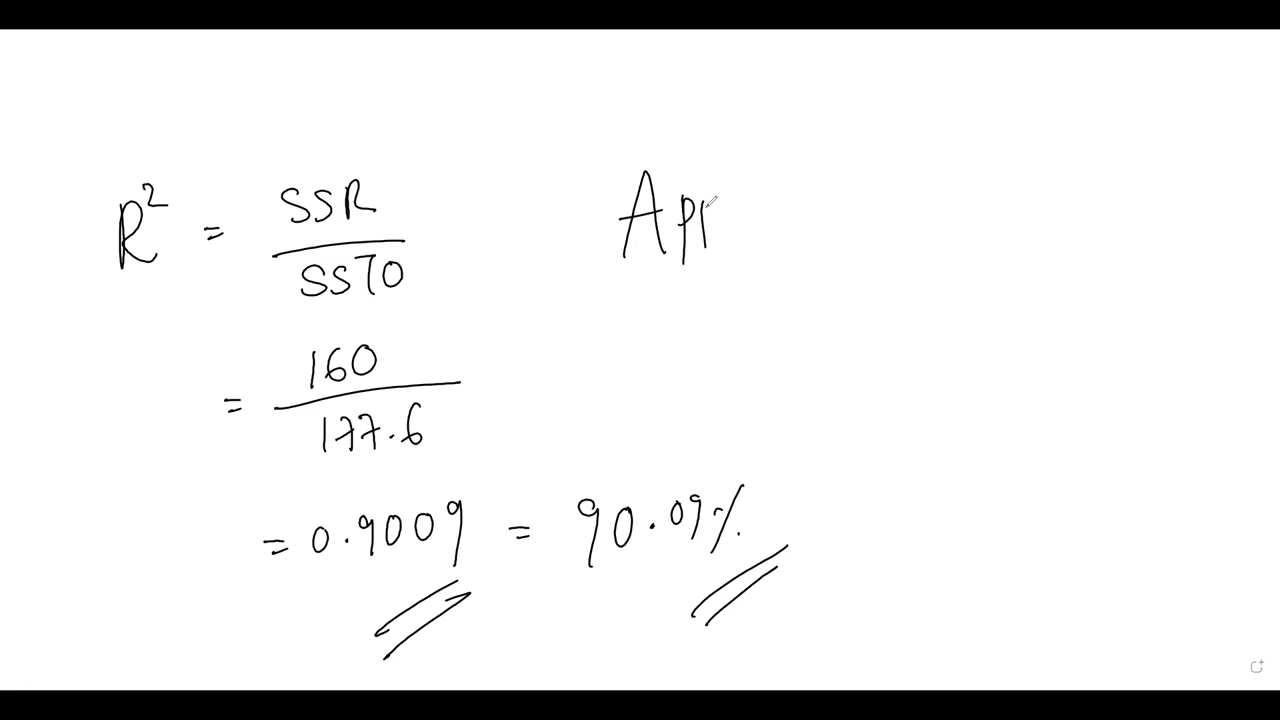 R² = SSR / SSTO
Apr
= 160 / 177.6
= 0.9009 = 90.09%